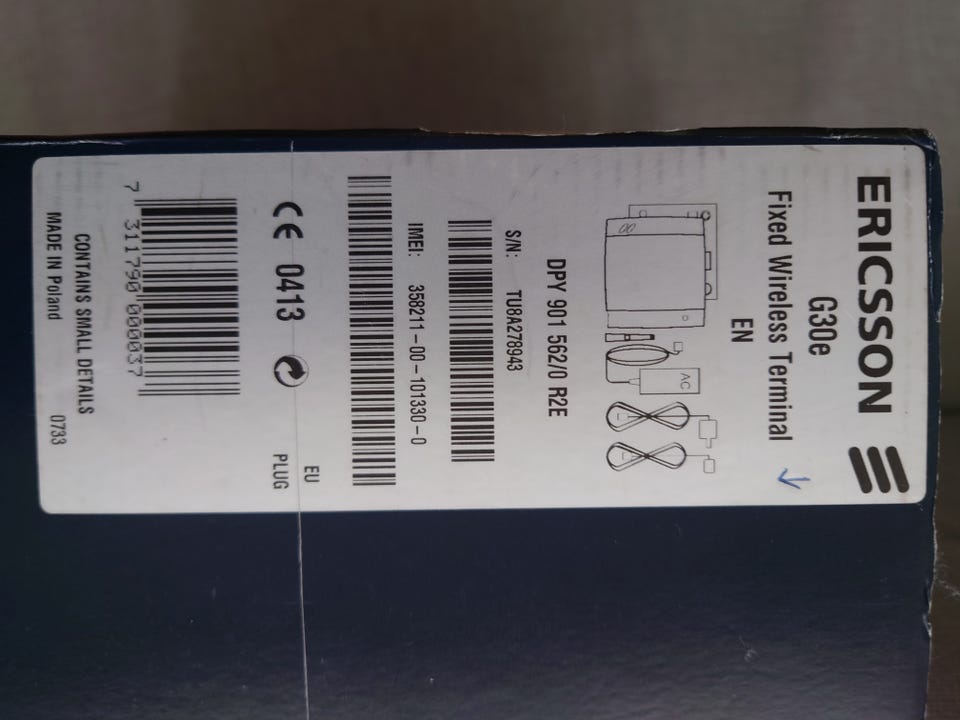 ERICSSON
G30e
Fixed Wireless Terminal
EN
AC
DPY 901 562/0 R2E
S/N: TU8A278943
IMEI: 358211-00-101330-0
EU
PLUG
CE 0413
7 311790 000037
CONTAINS SMALL DETAILS
MADE IN Poland 0733